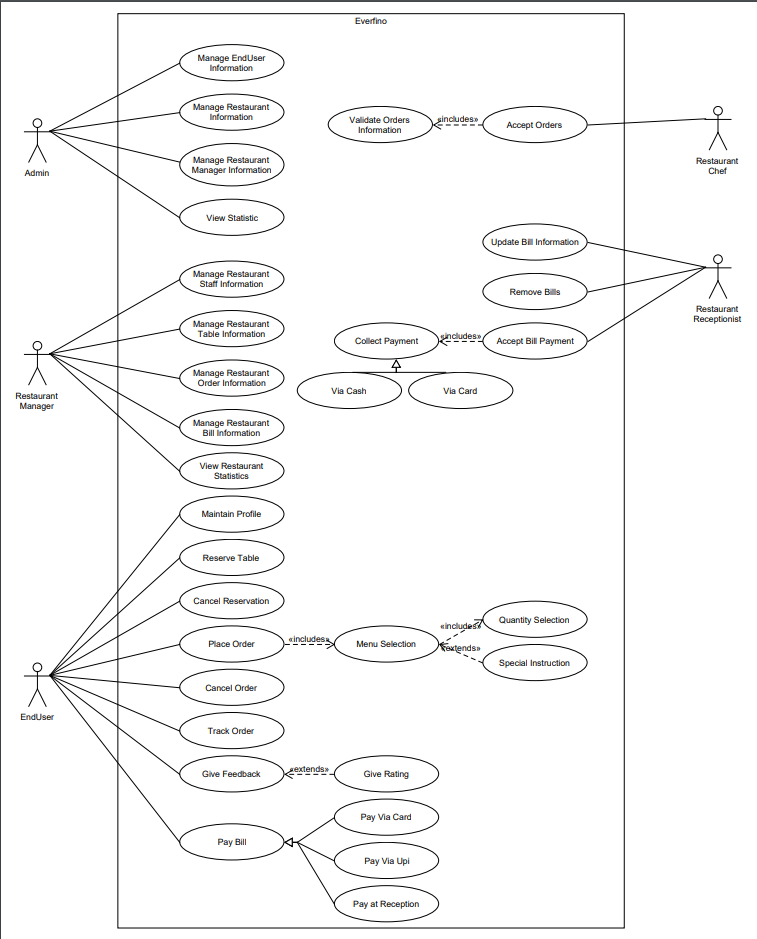 Everfino
Manage EndUser
Information
Manage Restaurant
Information
Manage Restaurant
Manager Information
View Statistic
Admin
Validate Orders
Information
«includes»
Accept Orders
Restaurant
Chef
Update Bill Information
Remove Bills
Accept Bill Payment
«includes»
Collect Payment
Via Cash
Via Card
Restaurant
Receptionist
Manage Restaurant
Staff Information
Manage Restaurant
Table Information
Manage Restaurant
Order Information
Manage Restaurant
Bill Information
View Restaurant
Statistics
Restaurant
Manager
Maintain Profile
Reserve Table
Cancel Reservation
Place Order
«includes»
Menu Selection
«includes»
Quantity Selection
«extends»
Special Instruction
Cancel Order
Track Order
Give Feedback
«extends»
Give Rating
Pay Bill
Pay Via Card
Pay Via Upi
Pay at Reception
EndUser